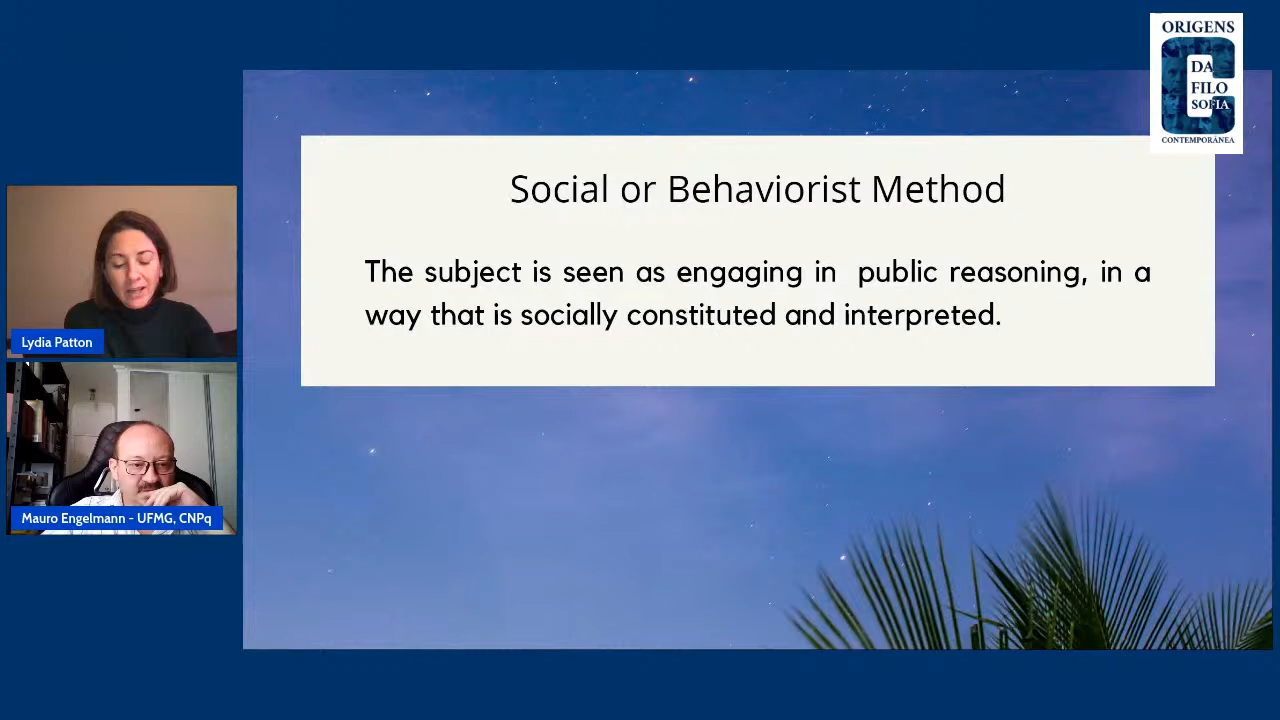 ORIGENS
DA
FILO
SOFIA
CONTEMPORÂNEA
Social or Behaviorist Method
The subject is seen as engaging in public reasoning, in a
way that is socially constituted and interpreted.
Lydia Patton
Mauro Engelmann - UFMG, CNPq